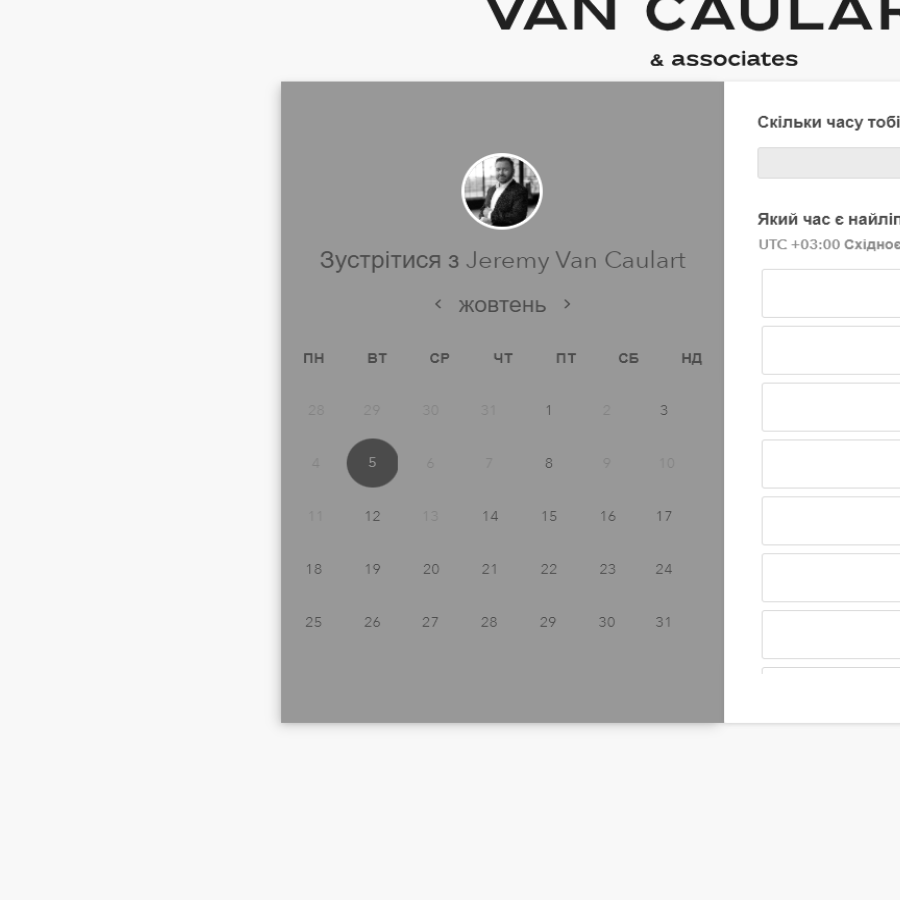 VAN CAULAR
& associates
Зустрітися з Jeremy Van Caulart
< жовтень >
ПН ВТ СР ЧТ ПТ СБ НД
28 29 30 31 1 2 3
4 5 6 7 8 9 10
11 12 13 14 15 16 17
18 19 20 21 22 23 24
25 26 27 28 29 30 31
Скільки часу тобі
Який час є найліп
UTC +03:00 Східноє